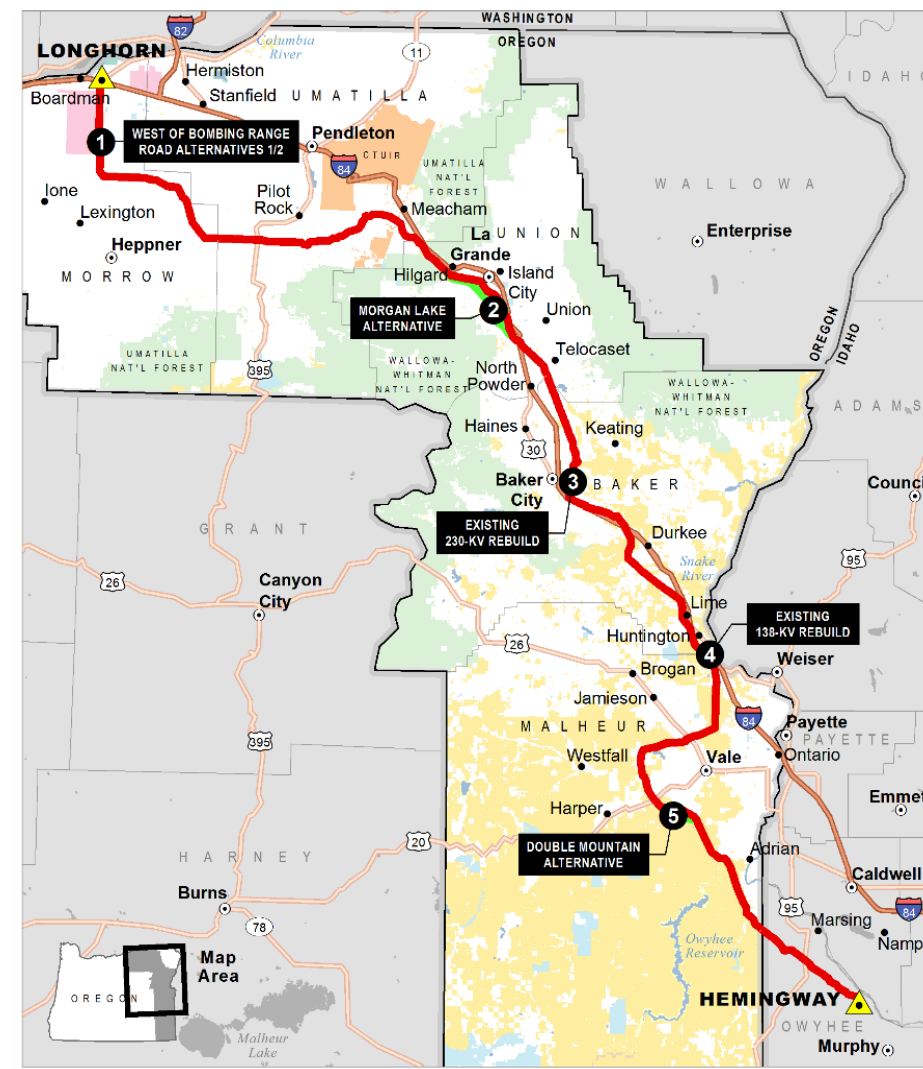 WASHINGTON
OREGON
82
Columbia
River
11
LONGHORN
Boardman
Hermiston
Stanfield
UMATILLA
IDAHO
1
WEST OF BOMBING RANGE
ROAD ALTERNATIVES 1/2
Pendleton
CTUIR
84
UMATILLA
NAT'L
FOREST
WALLOWA
Ione
Lexington
Pilot
Rock
Meacham
Heppner
MORROW
La
Grande
UNION
Enterprise
Hilgard
Island
City
2
MORGAN LAKE
ALTERNATIVE
Union
Telocaset
OREGON
IDAHO
UMATILLA
NAT'L FOREST
395
WALLOWA-
WHITMAN
NAT'L FOREST
North
Powder
WALLOWA-
WHITMAN
NAT'L FOREST
ADAMS
Haines
30
Keating
Baker
City
3
BAKER
Counci
EXISTING
230-KV REBUILD
GRANT
Durkee
Snake
River
95
26
Canyon
City
Lime
EXISTING
138-KV REBUILD
Huntington
4
26
Brogan
Weiser
Jamieson
84
MALHEUR
Payette
PAYETTE
395
Westfall
Vale
Ontario
Harper
5
Emmet
20
DOUBLE MOUNTAIN
ALTERNATIVE
Adrian
HARNEY
Burns
78
Caldwell
84
95
Marsing
Namp
Map
Area
OREGON
Owyhee
Reservoir
HEMINGWAY
OWYHEE
Malheur
Lake
Murphy